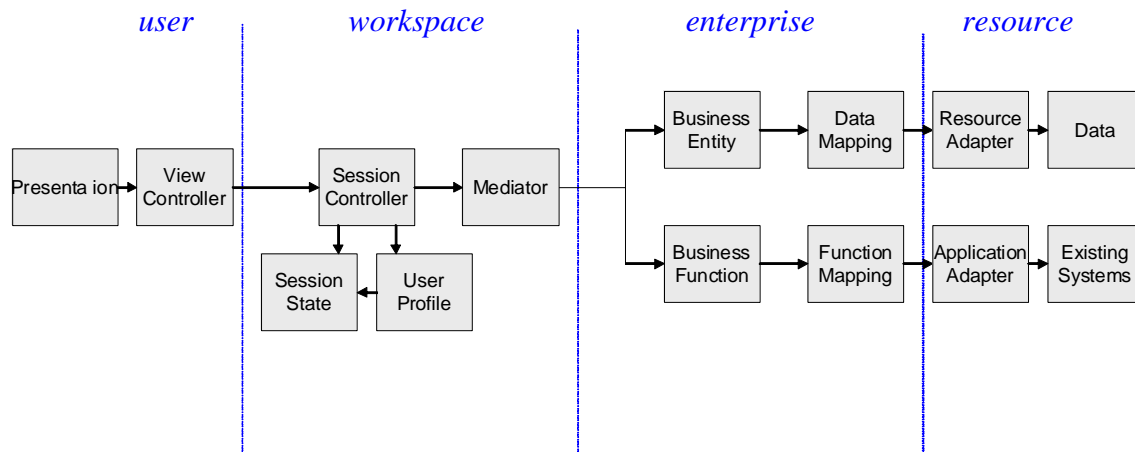 user workspace enterprise resource
Business
Entity
Data
Mapping
Resource
Adapter
Data
Presenta ion
View
Controller
Session
Controller
Mediator
Business
Function
Function
Mapping
Application
Adapter
Existing
Systems
Session
State
User
Profile